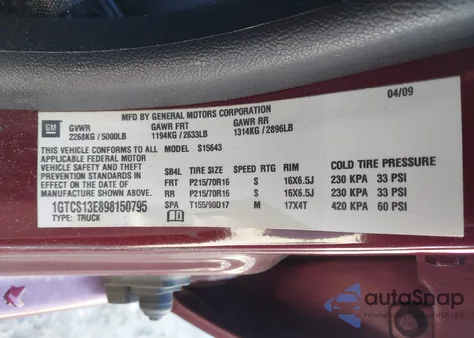 04/09
MFD BY GENERAL MOTORS CORPORATION
GM GVWR GAWR FRT GAWR RR
2268KG / 5000LB 1194KG / 2633LB 1314KG / 2896LB
THIS VEHICLE CONFORMS TO ALL
APPLICABLE FEDERAL MOTOR
VEHICLE SAFETY AND THEFT
PREVENTION STANDARDS IN
EFFECT ON THE DATE OF
MANUFACTURE SHOWN ABOVE.
1GTCS13E898150795
TYPE: TRUCK
MODEL: S15643
SB4L TIRE SIZE SPEED RTG RIM COLD TIRE PRESSURE
FRT P215/70R16 S 16X6.5J 230 KPA 33 PSI
RR P215/70R16 S 16X6.5J 230 KPA 33 PSI
SPA T155/90D17 M 17X4T 420 KPA 60 PSI
autoSnap